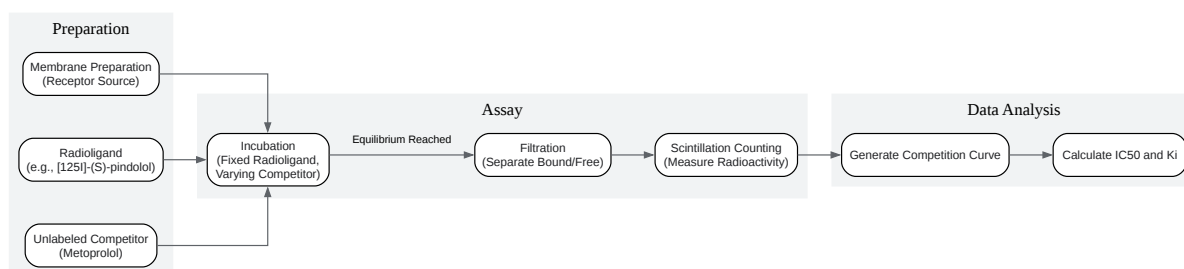 Preparation
Membrane Preparation
(Receptor Source)
Radioligand
(e.g., [125I]-(S)-pindolol)
Unlabeled Competitor
(Metoprolol)
Assay
Incubation
(Fixed Radioligand,
Varying Competitor)
Equilibrium Reached
Filtration
(Separate Bound/Free)
Scintillation Counting
(Measure Radioactivity)
Data Analysis
Generate Competition Curve
Calculate IC50 and Ki